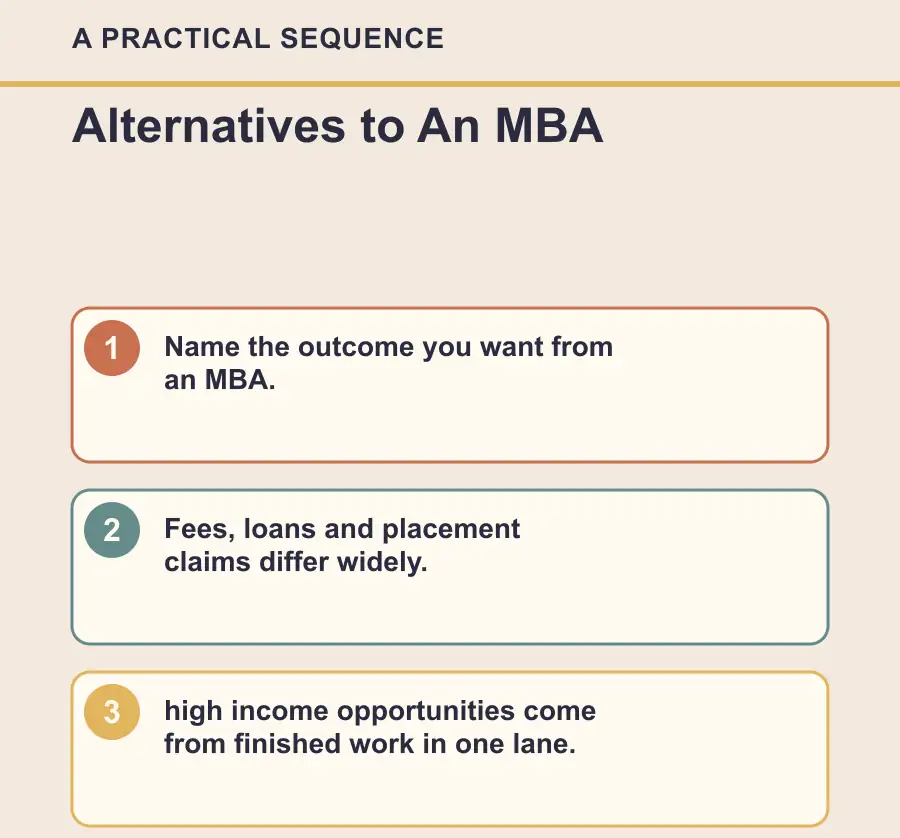 A PRACTICAL SEQUENCE
Alternatives to An MBA
1
Name the outcome you want from
an MBA.
2
Fees, loans and placement
claims differ widely.
3
high income opportunities come
from finished work in one lane.